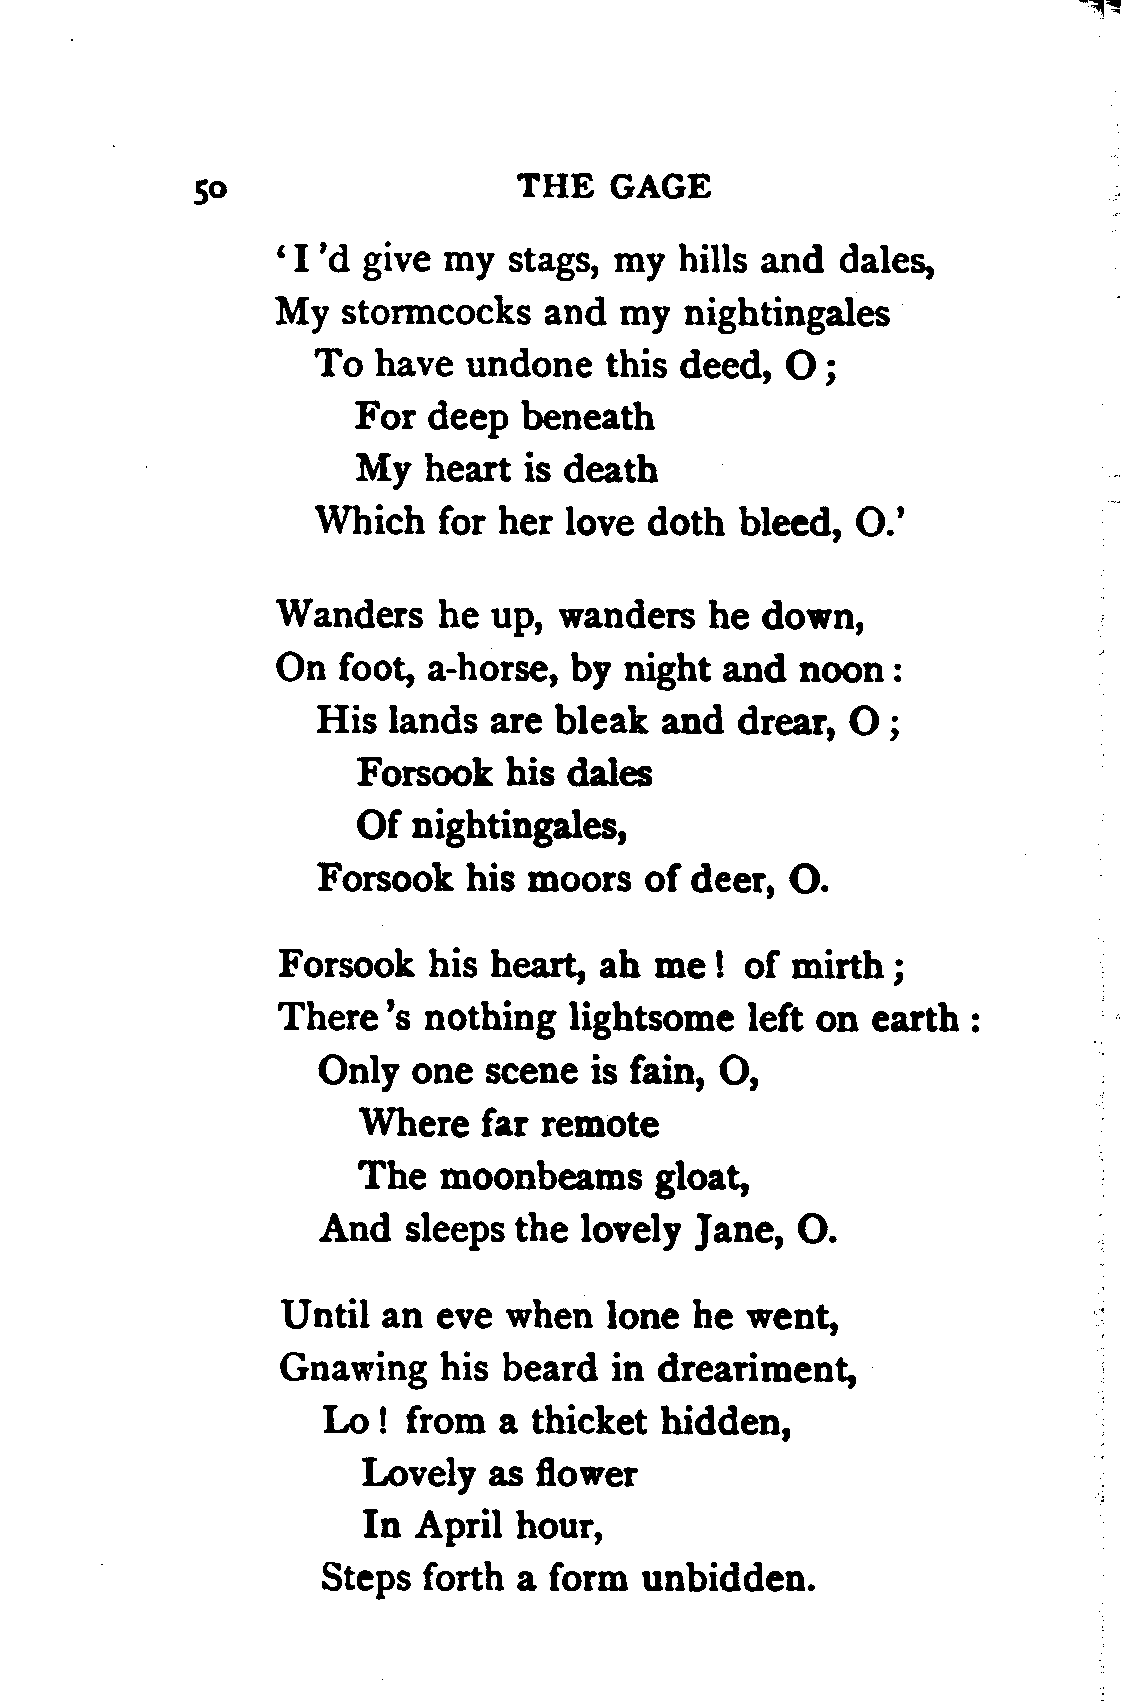 50 THE GAGE
‘I’d give my stags, my hills and dales,
My stormcocks and my nightingales
To have undone this deed, O;
For deep beneath
My heart is death
Which for her love doth bleed, O.’
Wanders he up, wanders he down,
On foot, a-horse, by night and noon:
His lands are bleak and drear, O;
Forsook his dales
Of nightingales,
Forsook his moors of deer, O.
Forsook his heart, ah me! of mirth;
There’s nothing lightsome left on earth:
Only one scene is fain, O,
Where far remote
The moonbeams gloat,
And sleeps the lovely Jane, O.
Until an eve when lone he went,
Gnawing his beard in dreariment,
Lo! from a thicket hidden,
Lovely as flower
In April hour,
Steps forth a form unbidden.